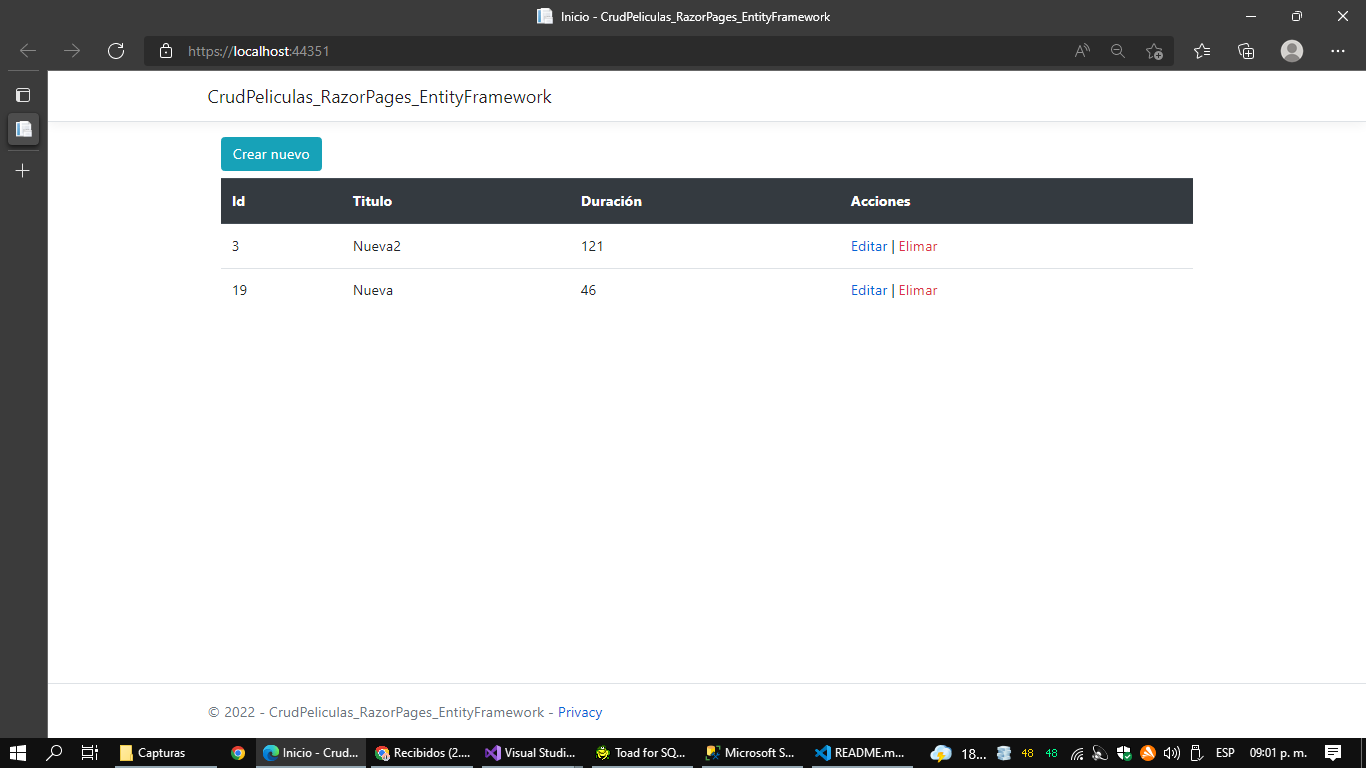 Inicio - CrudPeliculas_RazorPages_EntityFramework
https://localhost:44351
CrudPeliculas_RazorPages_EntityFramework
Crear nuevo
Id Titulo Duración Acciones
3 Nueva2 121 Editar | Elimar
19 Nueva 46 Editar | Elimar
© 2022 - CrudPeliculas_RazorPages_EntityFramework - Privacy
Capturas Inicio - Crud... Recibidos (2... Visual Studi... Toad for SQ... Microsoft S... README.m... 18... 48 48 ESP 09:01 p. m.